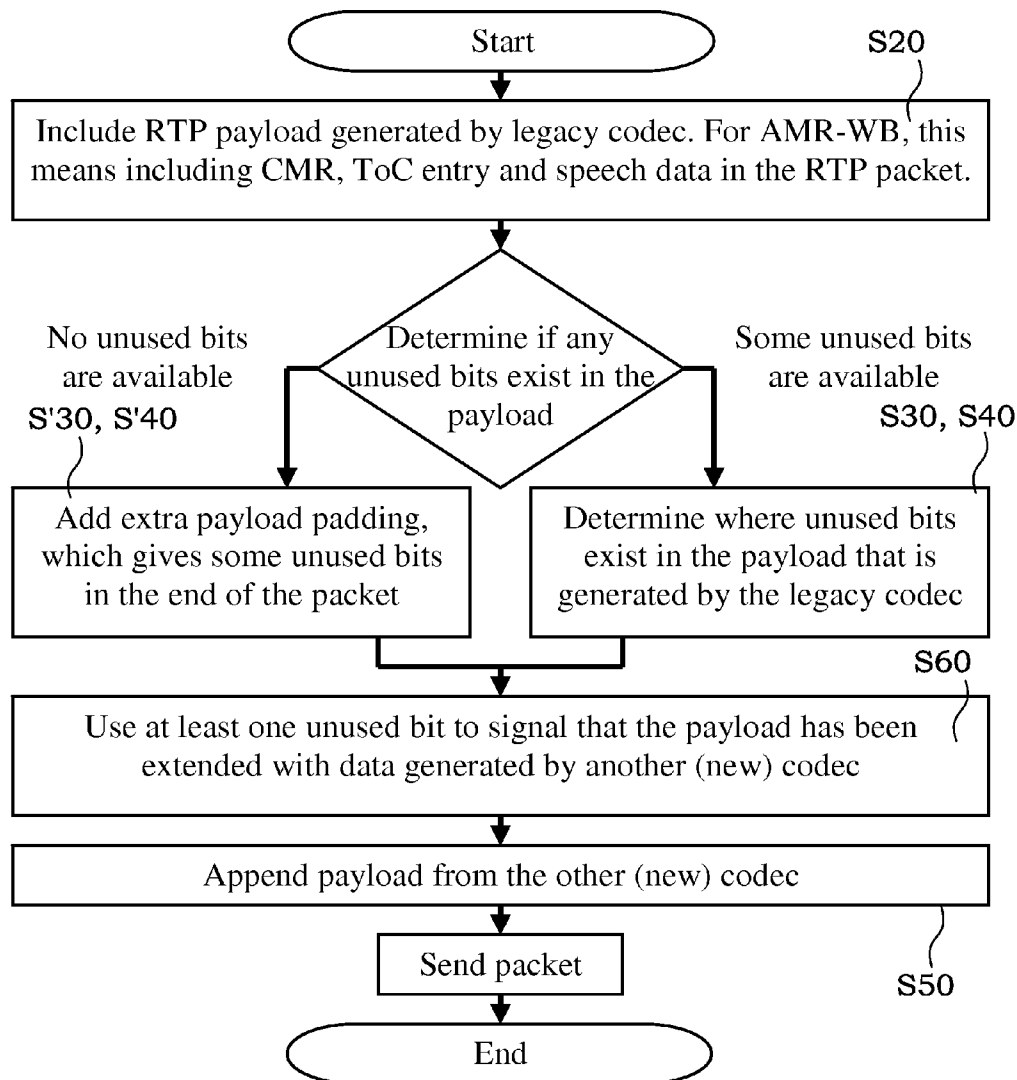 Start
S20
Include RTP payload generated by legacy codec. For AMR-WB, this
means including CMR, ToC entry and speech data in the RTP packet.
No unused bits
are available
S'30, S'40
Determine if any
unused bits exist in the
payload
Some unused bits
are available
S30, S40
Add extra payload padding,
which gives some unused bits
in the end of the packet
Determine where unused bits
exist in the payload that is
generated by the legacy codec
S60
Use at least one unused bit to signal that the payload has been
extended with data generated by another (new) codec
Append payload from the other (new) codec
S50
Send packet
End